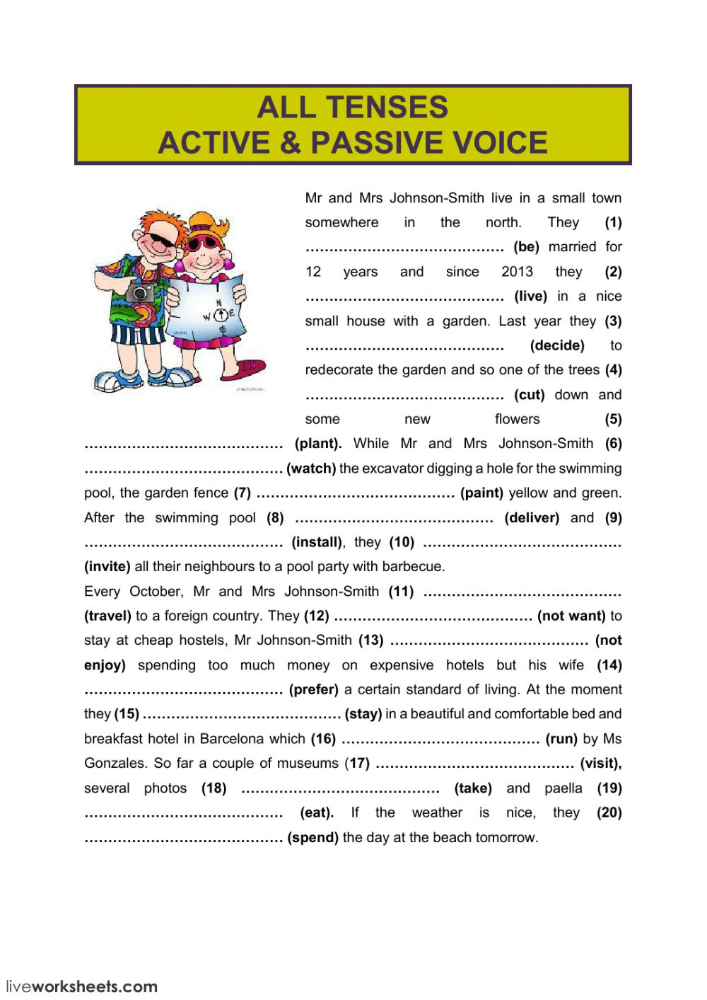 ALL TENSES
ACTIVE & PASSIVE VOICE
Mr and Mrs Johnson-Smith live in a small town
somewhere in the north. They (1)
…………………………………… (be) married for
12 years and since 2013 they (2)
…………………………………… (live) in a nice
small house with a garden. Last year they (3)
…………………………………… (decide) to
redecorate the garden and so one of the trees (4)
…………………………………… (cut) down and
some new flowers (5)
…………………………………… (plant). While Mr and Mrs Johnson-Smith (6)
…………………………………… (watch) the excavator digging a hole for the swimming
pool, the garden fence (7) …………………………………… (paint) yellow and green.
After the swimming pool (8) …………………………………… (deliver) and (9)
…………………………………… (install), they (10) ……………………………………
(invite) all their neighbours to a pool party with barbecue.
Every October, Mr and Mrs Johnson-Smith (11) ……………………………………
(travel) to a foreign country. They (12) …………………………………… (not want) to
stay at cheap hostels, Mr Johnson-Smith (13) …………………………………… (not
enjoy) spending too much money on expensive hotels but his wife (14)
…………………………………… (prefer) a certain standard of living. At the moment
they (15) …………………………………… (stay) in a beautiful and comfortable bed and
breakfast hotel in Barcelona which (16) …………………………………… (run) by Ms
Gonzales. So far a couple of museums (17) …………………………………… (visit),
several photos (18) …………………………………… (take) and paella (19)
…………………………………… (eat). If the weather is nice, they (20)
…………………………………… (spend) the day at the beach tomorrow.
N
W E
S
liveworksheets.com